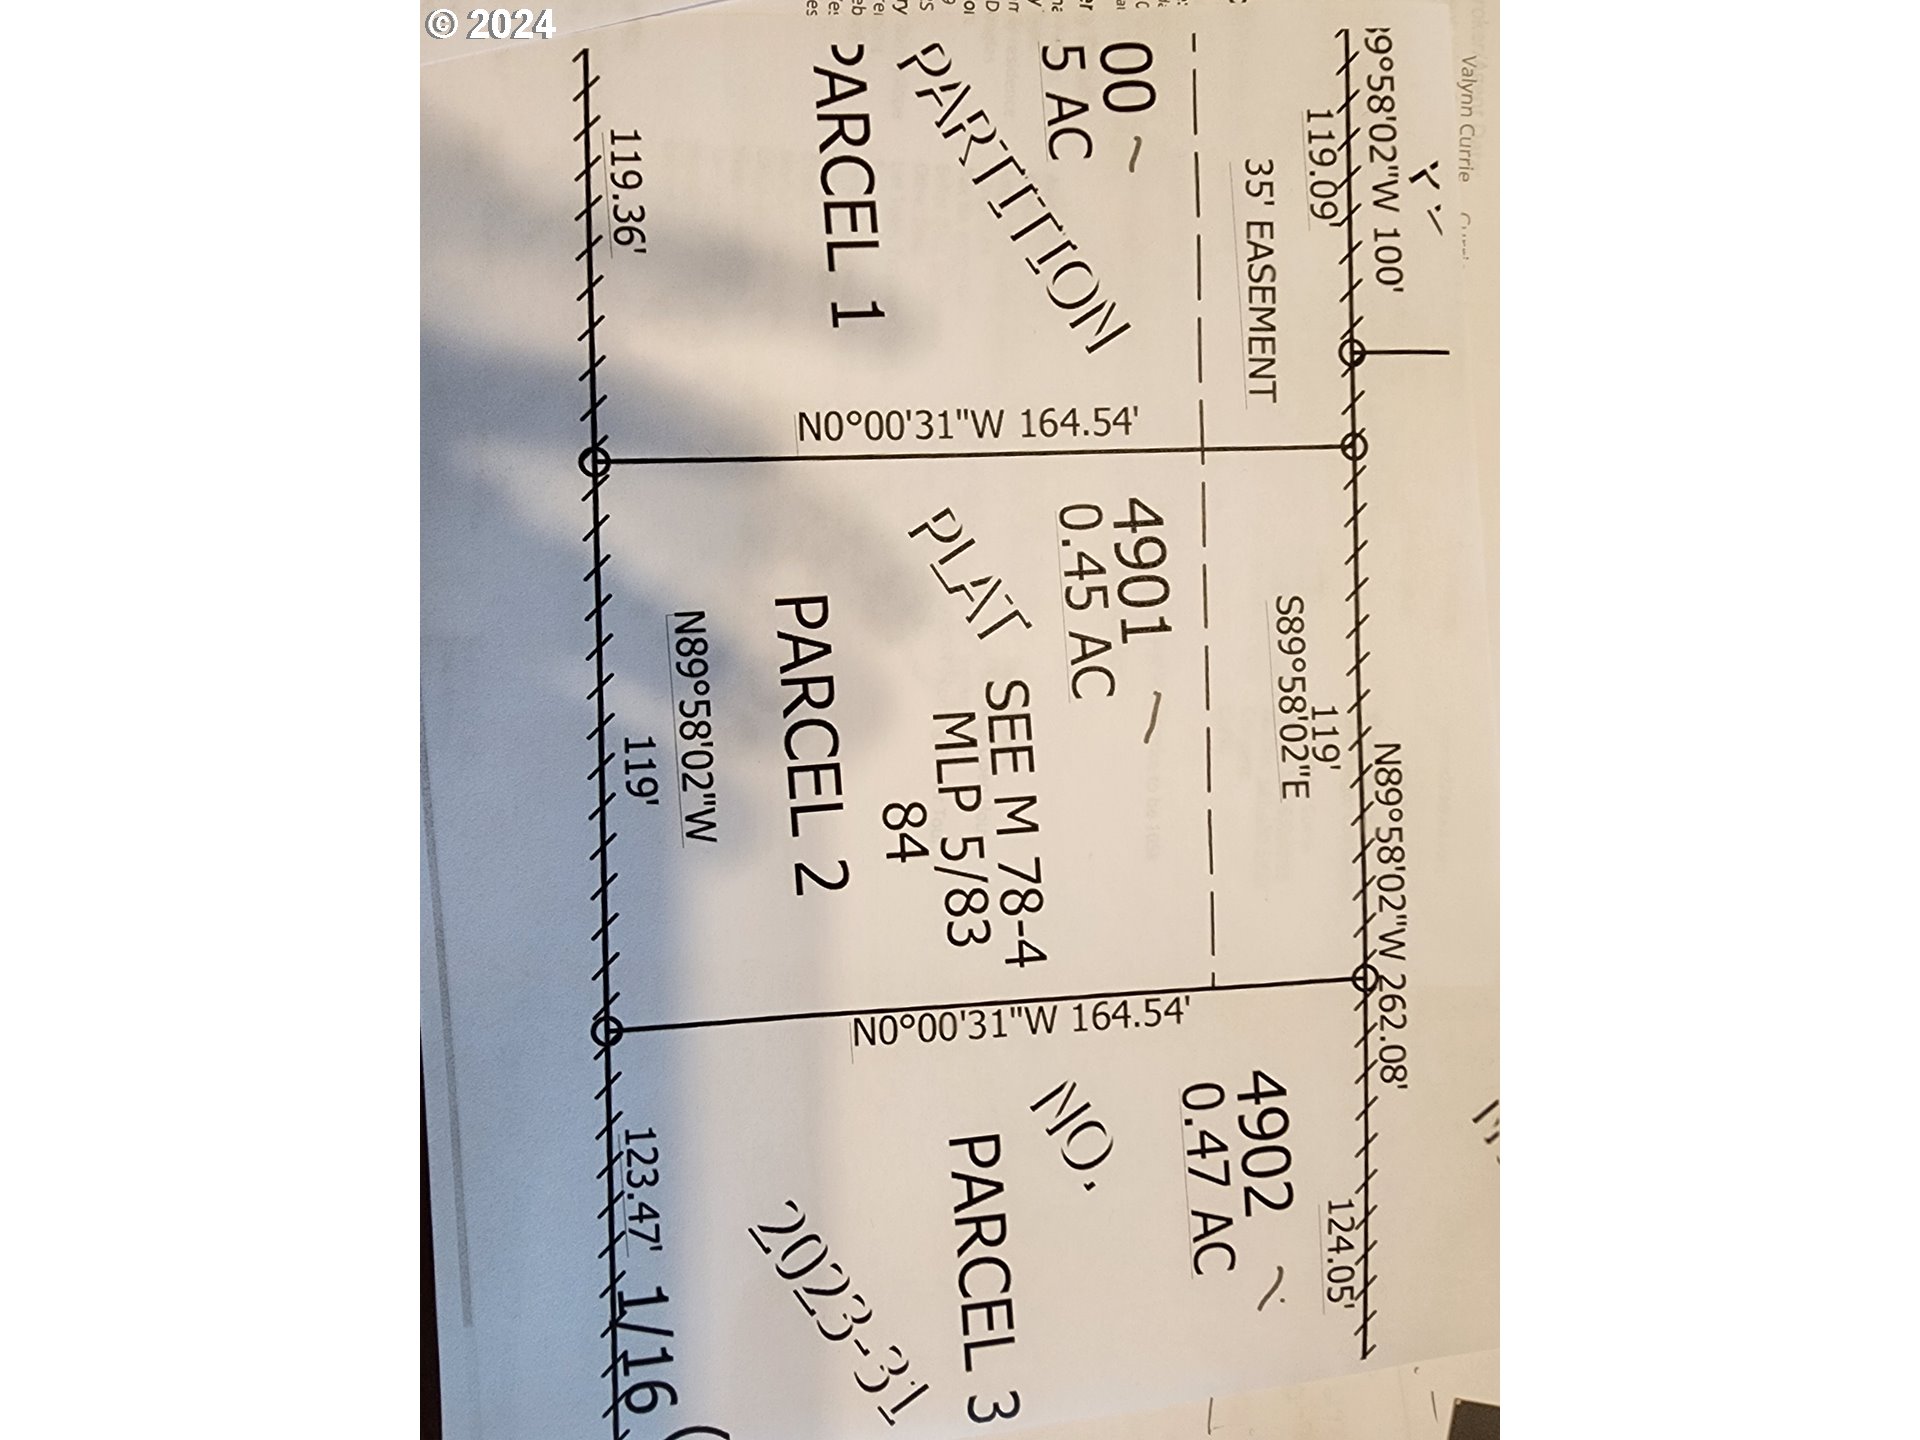 © 2024
Valynn Currie
9°58'02"W 100'
119.09'
35' EASEMENT
00
5 AC
PARTITION
PARCEL 1
119.36'
N0°00'31"W 164.54'
N89°58'02"W 262.08'
119'
S89°58'02"E
4901
0.45 AC
PLAT
SEE M 78-4
MLP 5/83
84
PARCEL 2
N89°58'02"W
119'
N0°00'31"W 164.54'
124.05'
4902
0.47 AC
NO.
PARCEL 3
2023-31
123.47'
1/16